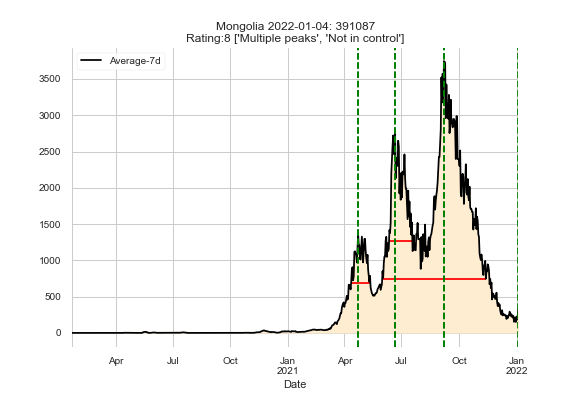 Mongolia 2022-01-04: 391087
Rating:8 ['Multiple peaks', 'Not in control']
Average-7d
3500
3000
2500
2000
1500
1000
500
0
Apr Jul Oct Jan Apr Jul Oct Jan
2021 2022
Date